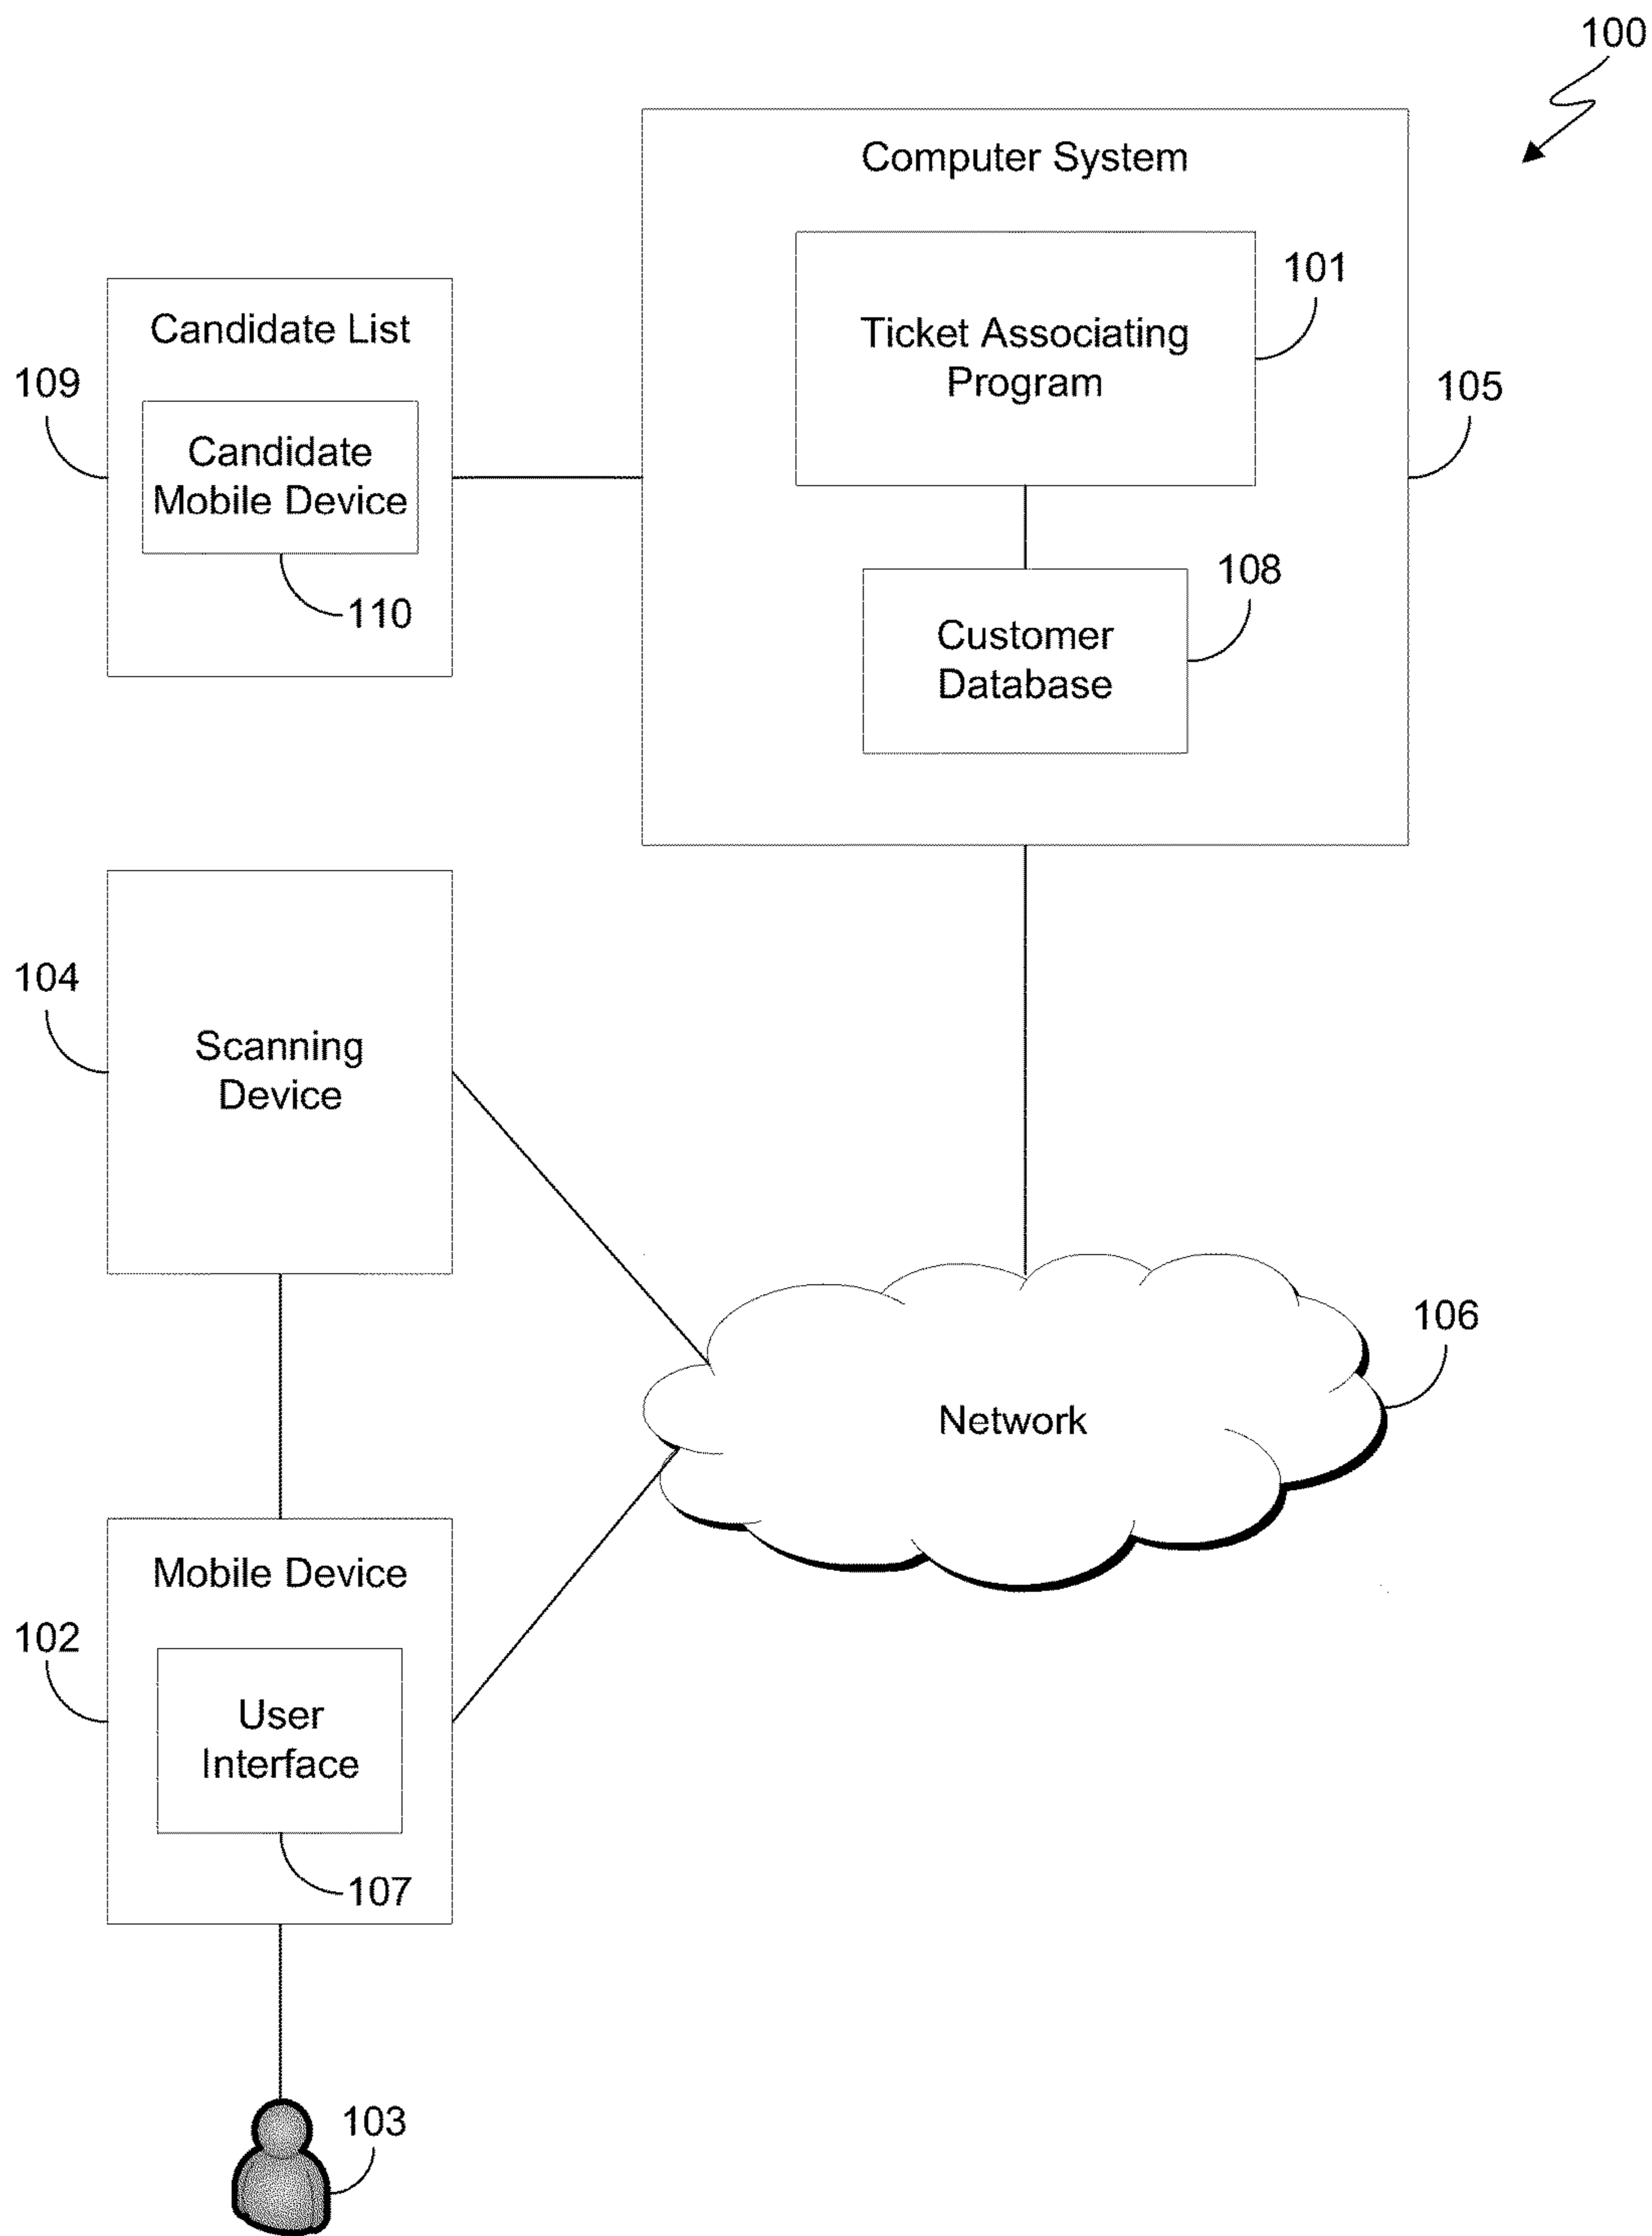 100
Computer System
101
Ticket Associating
Program
105
Candidate List
109
Candidate
Mobile Device
110
108
Customer
Database
104
Scanning
Device
106
Network
Mobile Device
102
User
Interface
107
103